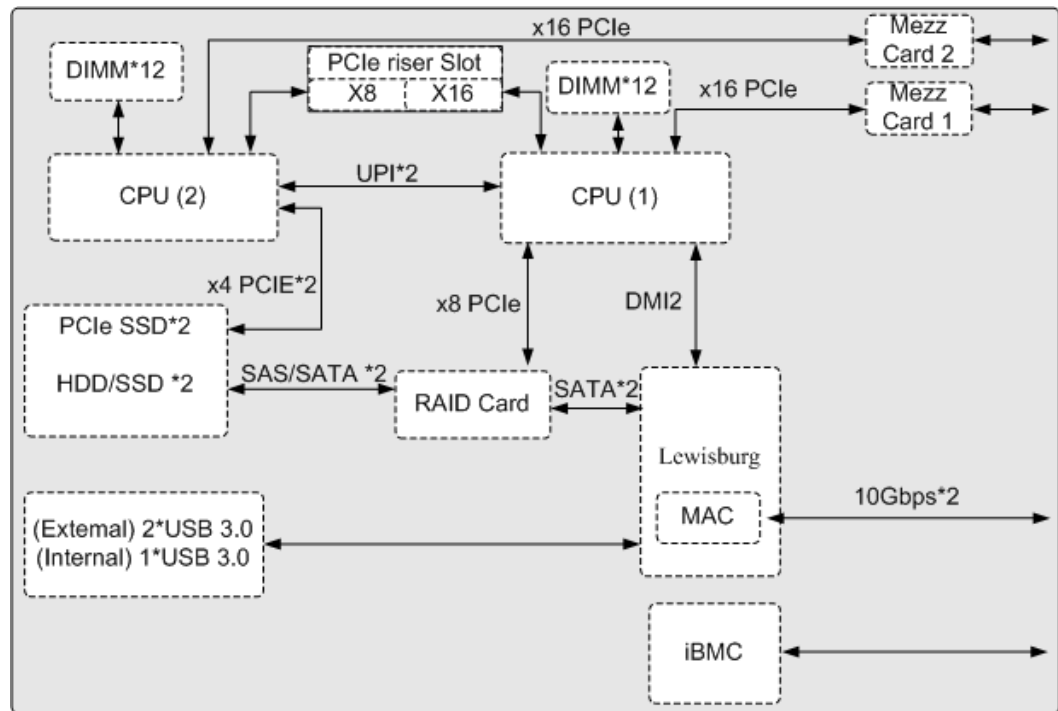 x16 PCIe
Mezz
Card 2
DIMM*12
PCIe riser Slot
X8
X16
DIMM*12
x16 PCIe
Mezz
Card 1
CPU (2)
UPI*2
CPU (1)
x4 PCIE*2
x8 PCIe
DMI2
PCIe SSD*2
HDD/SSD *2
SAS/SATA *2
RAID Card
SATA*2
Lewisburg
MAC
10Gbps*2
(External) 2*USB 3.0
(Internal) 1*USB 3.0
iBMC